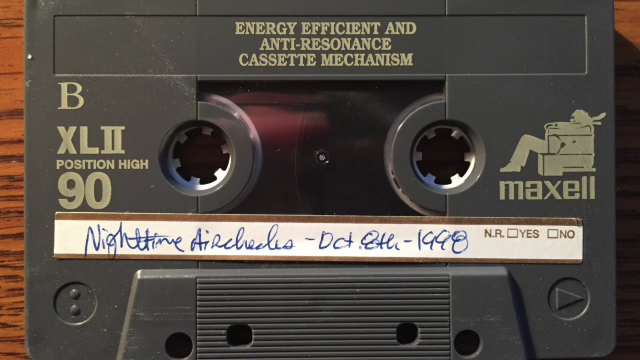 ENERGY EFFICIENT AND
ANTI-RESONANCE
CASSETTE MECHANISM
B
XLII
POSITION HIGH
90
maxell
Nighttime Airchecks - Oct. 8th - 1998
N.R. □YES □NO